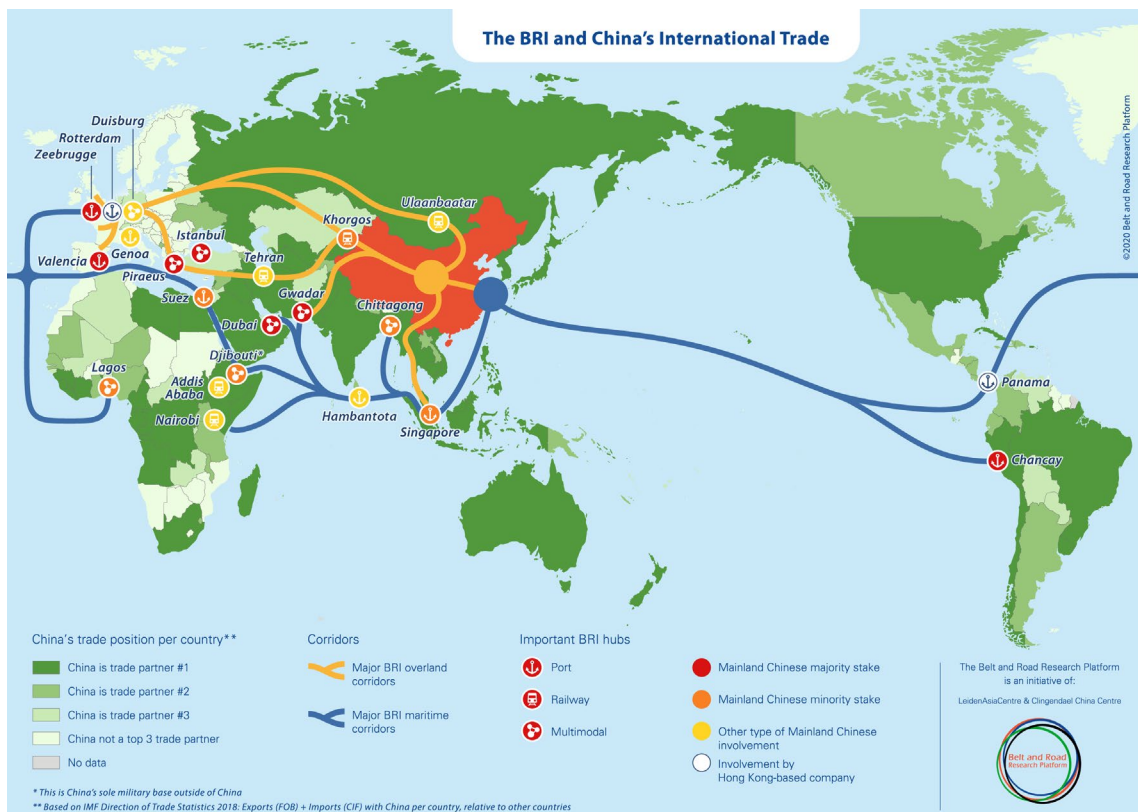 The BRI and China's International Trade
©2020 Belt and Road Research Platform
Duisburg
Rotterdam
Zeebrugge
Ulaanbaatar
Khorgos
Istanbul
Genoa
Tehran
Valencia
Piraeus
Gwadar
Suez
Chittagong
Dubai
Djibouti*
Lagos
Addis
Ababa
Panama
Nairobi
Hambantota
Singapore
Chancay
China's trade position per country**
China is trade partner #1
China is trade partner #2
China is trade partner #3
China not a top 3 trade partner
No data
Corridors
Major BRI overland
corridors
Major BRI maritime
corridors
Important BRI hubs
Port
Railway
Multimodal
Mainland Chinese majority stake
Mainland Chinese minority stake
Other type of Mainland Chinese
involvement
Involvement by
Hong Kong-based company
The Belt and Road Research Platform
is an initiative of:
LeidenAsiaCentre & Clingendael China Centre
Belt and Road
Research Platform
* This is China's sole military base outside of China
** Based on IMF Direction of Trade Statistics 2018: Exports (FOB) + Imports (CIF) with China per country, relative to other countries